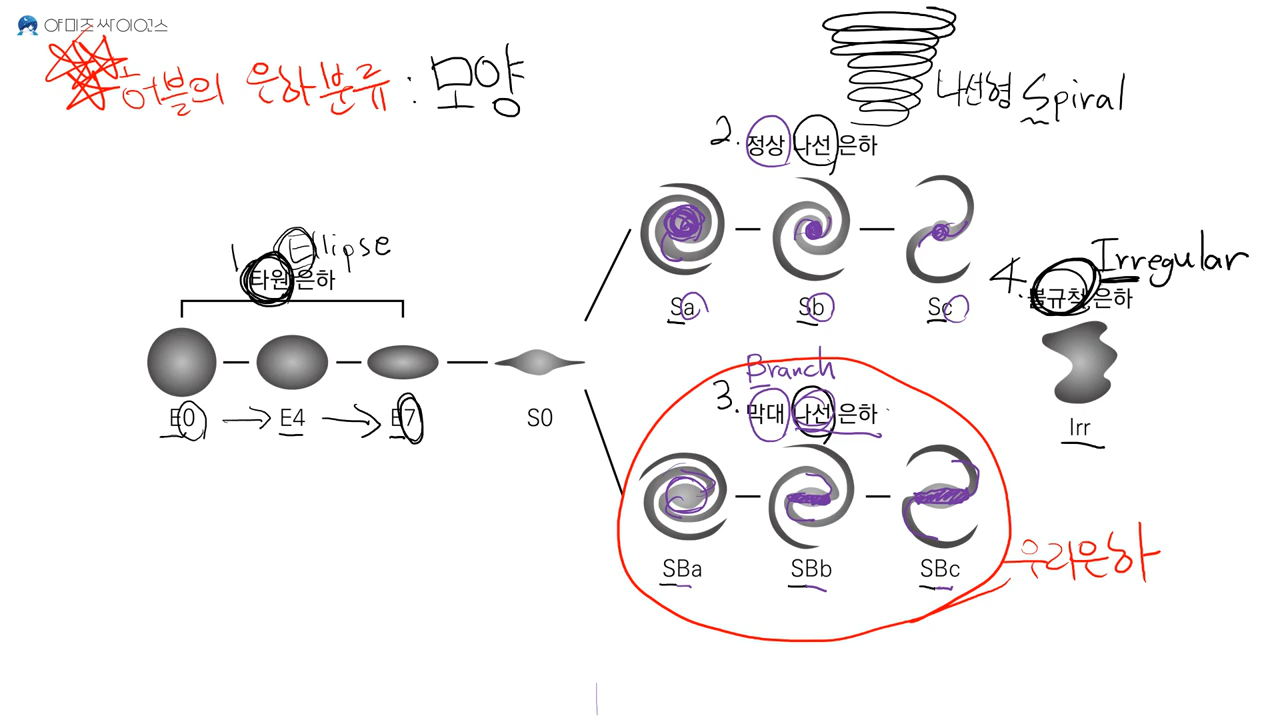 야미즈 싸이언스
허블의 은하분류 : 모양
나선형 Spiral
2. 정상 나선 은하
Sa
Sb
Sc
1 Ellipse
타원 은하
E0
E4
E7
S0
Branch
3. 막대 나선 은하
SBa
SBb
SBc
우리은하
Irregular
4. 불규칙 은하
Irr